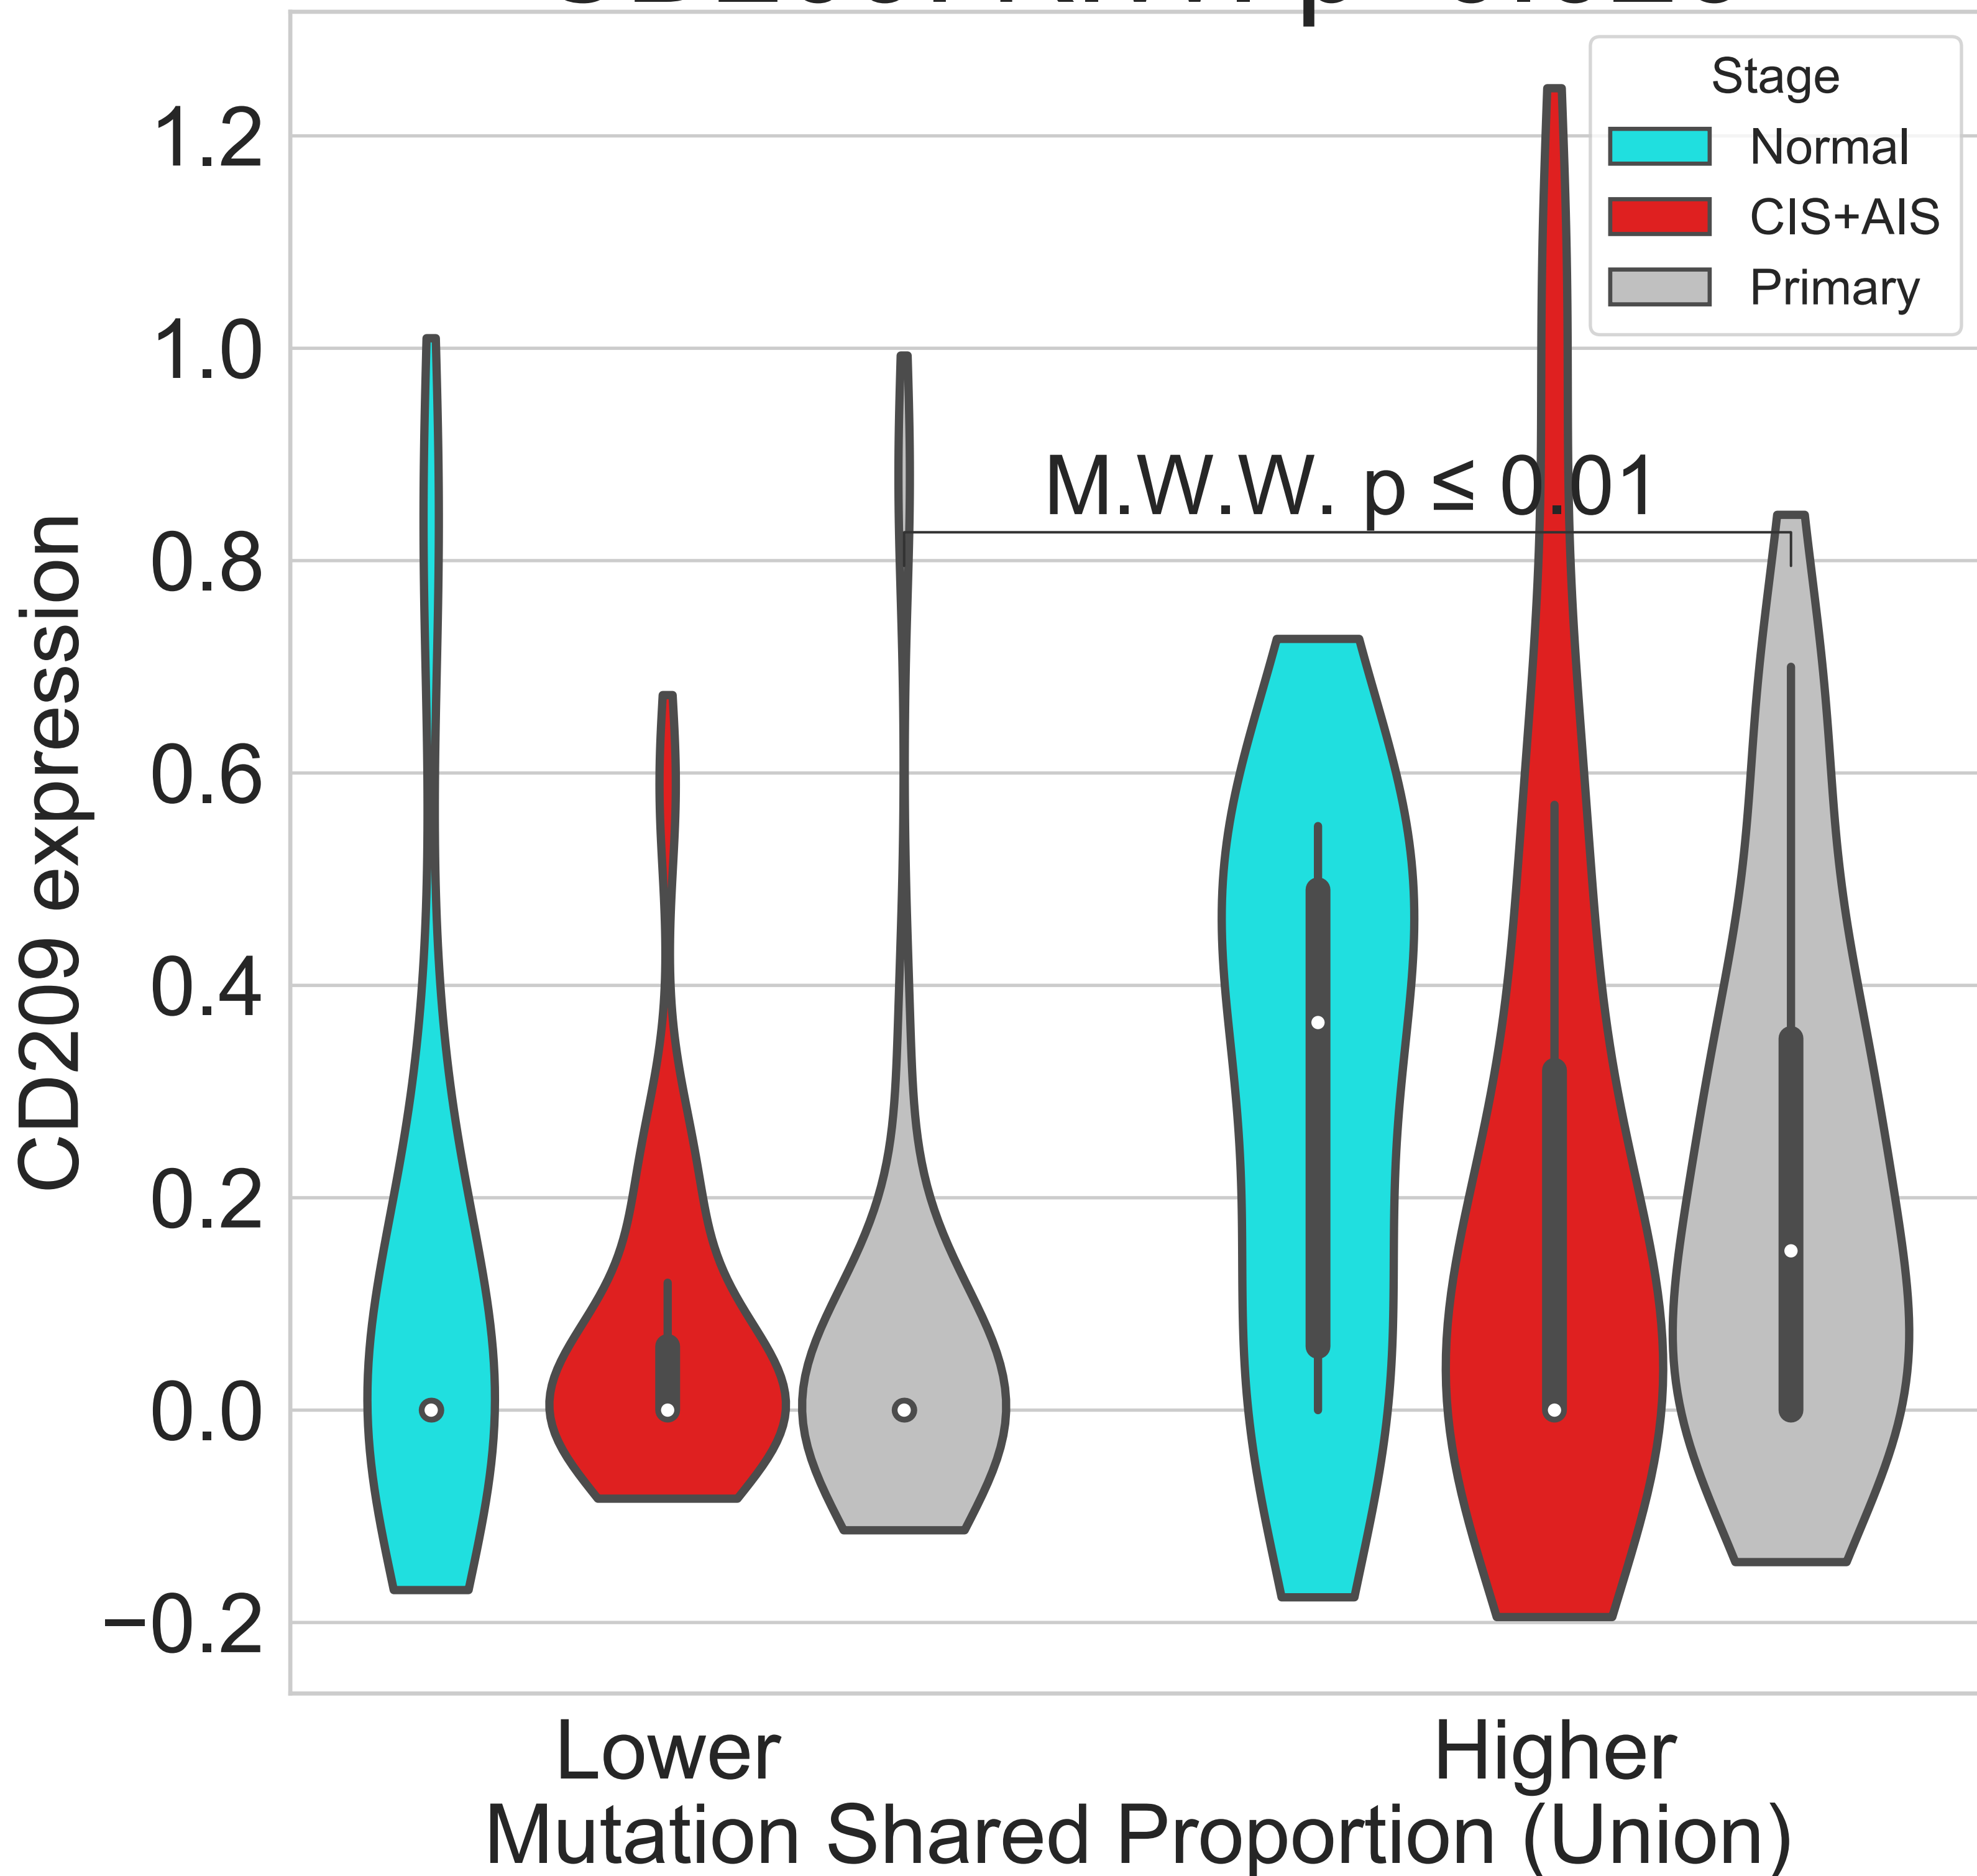 Stage
Normal
CIS+AIS
Primary
1.2
1.0
0.8
0.6
0.4
0.2
0.0
−0.2
CD209 expression
M.W.W. p ≤ 0.01
Lower
Higher
Mutation Shared Proportion (Union)